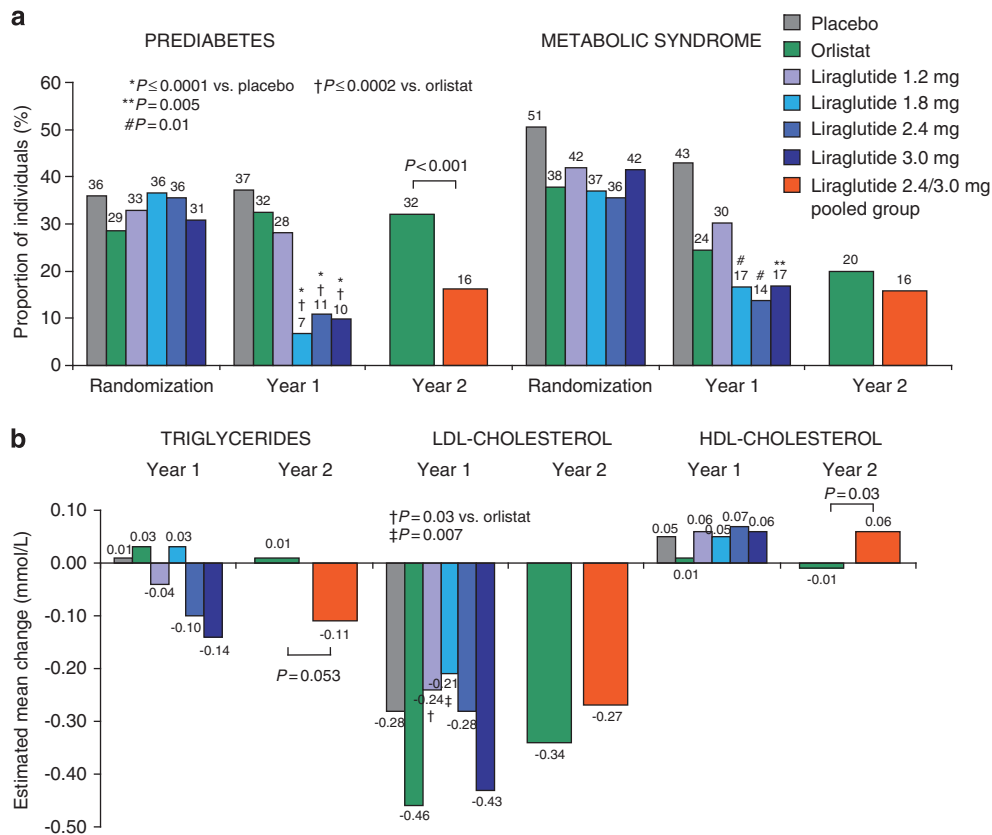 a
PREDIABETES
METABOLIC SYNDROME
Placebo
Orlistat
Liraglutide 1.2 mg
Liraglutide 1.8 mg
Liraglutide 2.4 mg
Liraglutide 3.0 mg
Liraglutide 2.4/3.0 mg
pooled group
*P≤0.0001 vs. placebo
†P≤0.0002 vs. orlistat
**P=0.005
#P=0.01
Proportion of individuals (%)
60
50
40
30
20
10
0
36
29
33
36
36
31
37
32
28
*
†
7
*
†
11
*
†
10
P<0.001
32
16
51
38
42
37
36
42
43
24
30
#
17
#
14
**
17
20
16
Randomization
Year 1
Year 2
Randomization
Year 1
Year 2
b
TRIGLYCERIDES
LDL-CHOLESTEROL
HDL-CHOLESTEROL
Year 1
Year 2
Year 1
Year 2
Year 1
Year 2
Estimated mean change (mmol/L)
0.10
0.00
-0.10
-0.20
-0.30
-0.40
-0.50
0.01
0.03
-0.04
0.03
-0.10
-0.14
0.01
-0.11
P=0.053
†P=0.03 vs. orlistat
‡P=0.007
-0.28
-0.46
-0.24
†
-0.21
‡
-0.28
-0.43
-0.34
-0.27
0.05
0.01
0.06
0.05
0.07
0.06
P=0.03
-0.01
0.06